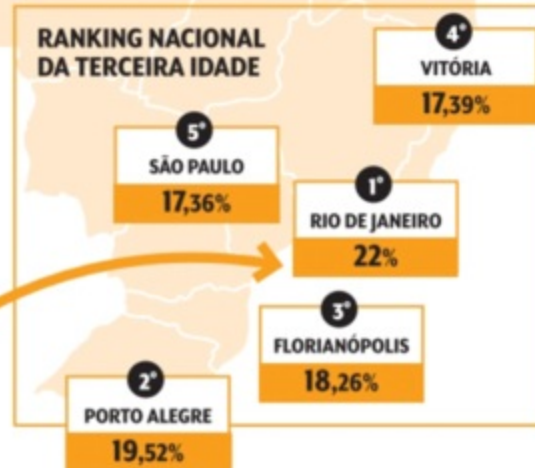 RANKING NACIONAL
DA TERCEIRA IDADE
4º
VITÓRIA
17,39%
5º
SÃO PAULO
17,36%
1º
RIO DE JANEIRO
22%
3º
FLORIANÓPOLIS
18,26%
2º
PORTO ALEGRE
19,52%